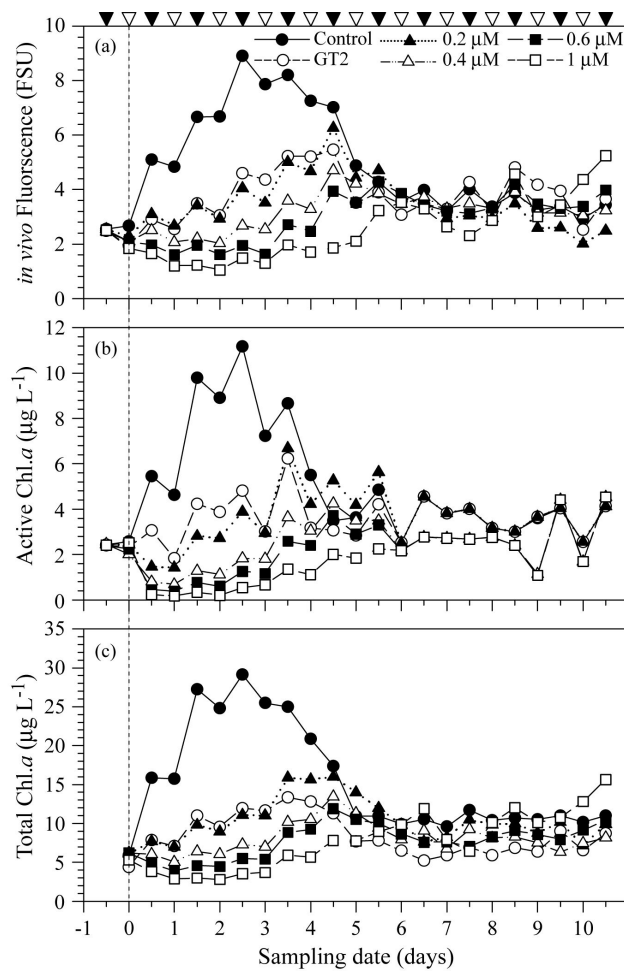 (a)
Control
0.2 μM
0.6 μM
GT2
0.4 μM
1 μM
in vivo Fluorescence (FSU)
10
8
6
4
2
0
(b)
Active Chl.a (μg L-1)
12
10
8
6
4
2
0
(c)
Total Chl.a (μg L-1)
35
30
25
20
15
10
5
0
-1 0 1 2 3 4 5 6 7 8 9 10
Sampling date (days)